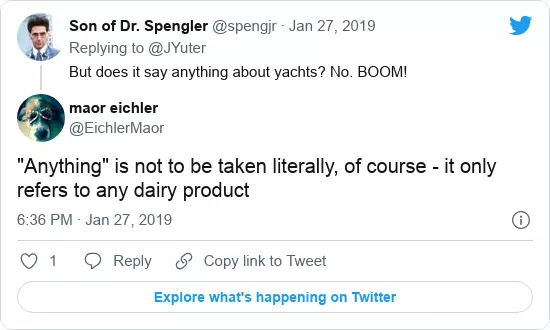 Son of Dr. Spengler @spengjr · Jan 27, 2019
Replying to @JYuter
But does it say anything about yachts? No. BOOM!
maor eichler
@EichlerMaor
"Anything" is not to be taken literally, of course - it only
refers to any dairy product
6:36 PM · Jan 27, 2019
1 Reply Copy link to Tweet
Explore what's happening on Twitter